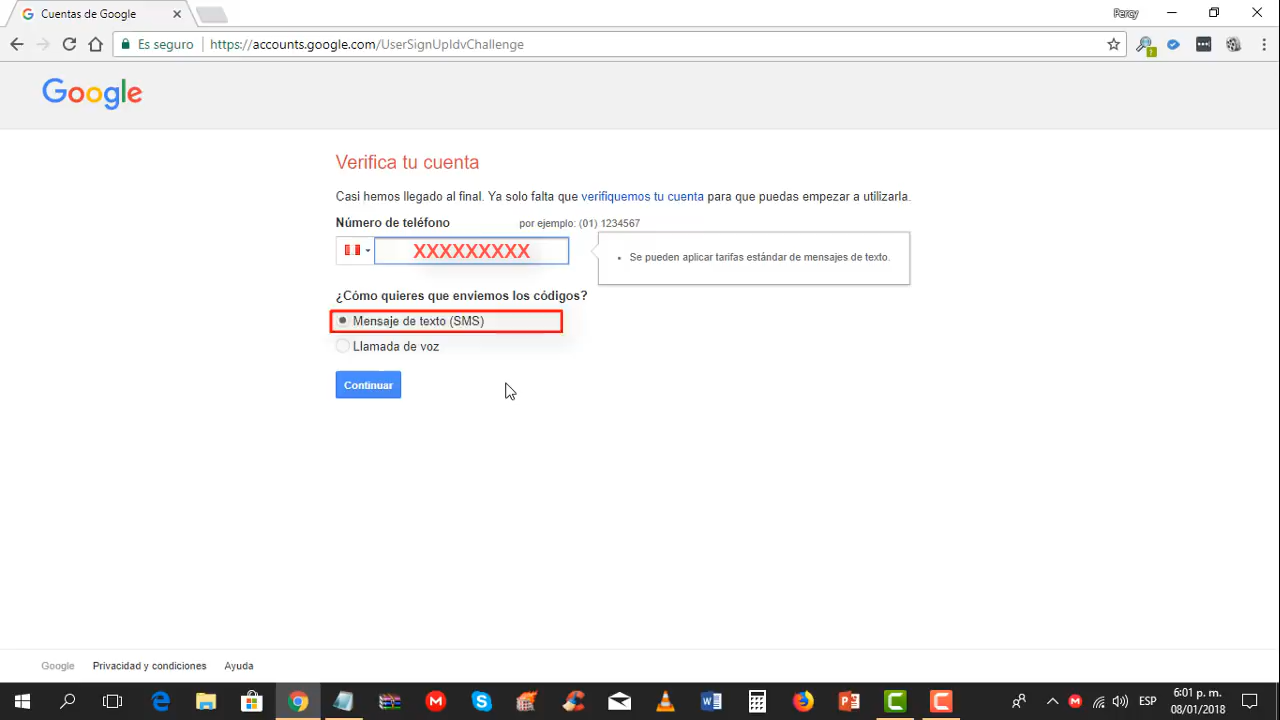 Cuentas de Google
Percy
Es seguro
https://accounts.google.com/UserSignUpIdvChallenge
Google
Verifica tu cuenta
Casi hemos llegado al final. Ya solo falta que verifiquemos tu cuenta para que puedas empezar a utilizarla.
Número de teléfono por ejemplo: (01) 1234567
XXXXXXXXX
Se pueden aplicar tarifas estándar de mensajes de texto.
¿Cómo quieres que enviemos los códigos?
Mensaje de texto (SMS)
Llamada de voz
Continuar
Google Privacidad y condiciones Ayuda
ESP
6:01 p. m.
08/01/2018